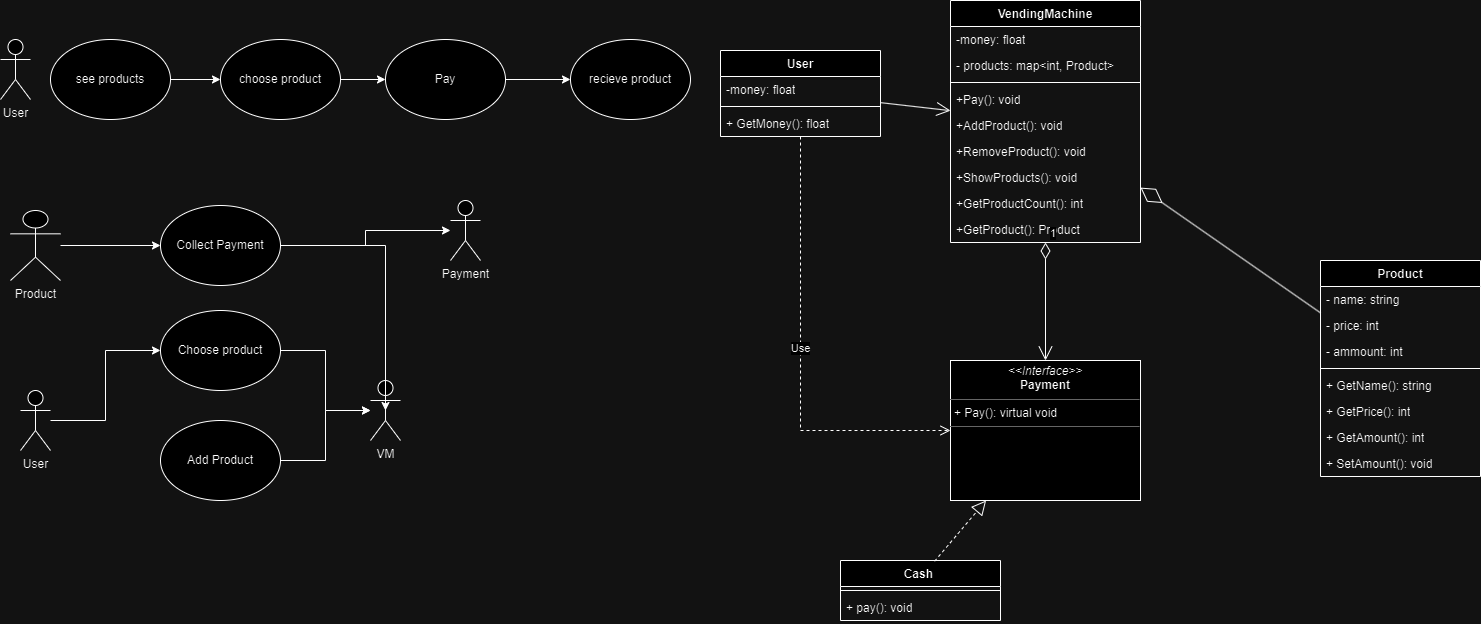 User
see products
choose product
Pay
recieve product
Product
Collect Payment
Payment
User
Choose product
Add Product
VM
User
-money: float
+ GetMoney(): float
VendingMachine
-money: float
- products: map<int, Product>
+Pay(): void
+AddProduct(): void
+RemoveProduct(): void
+ShowProducts(): void
+GetProductCount(): int
+GetProduct(): Product
1
Use
<<Interface>>
Payment
+ Pay(): virtual void
Cash
+ pay(): void
Product
- name: string
- price: int
- ammount: int
+ GetName(): string
+ GetPrice(): int
+ GetAmount(): int
+ SetAmount(): void